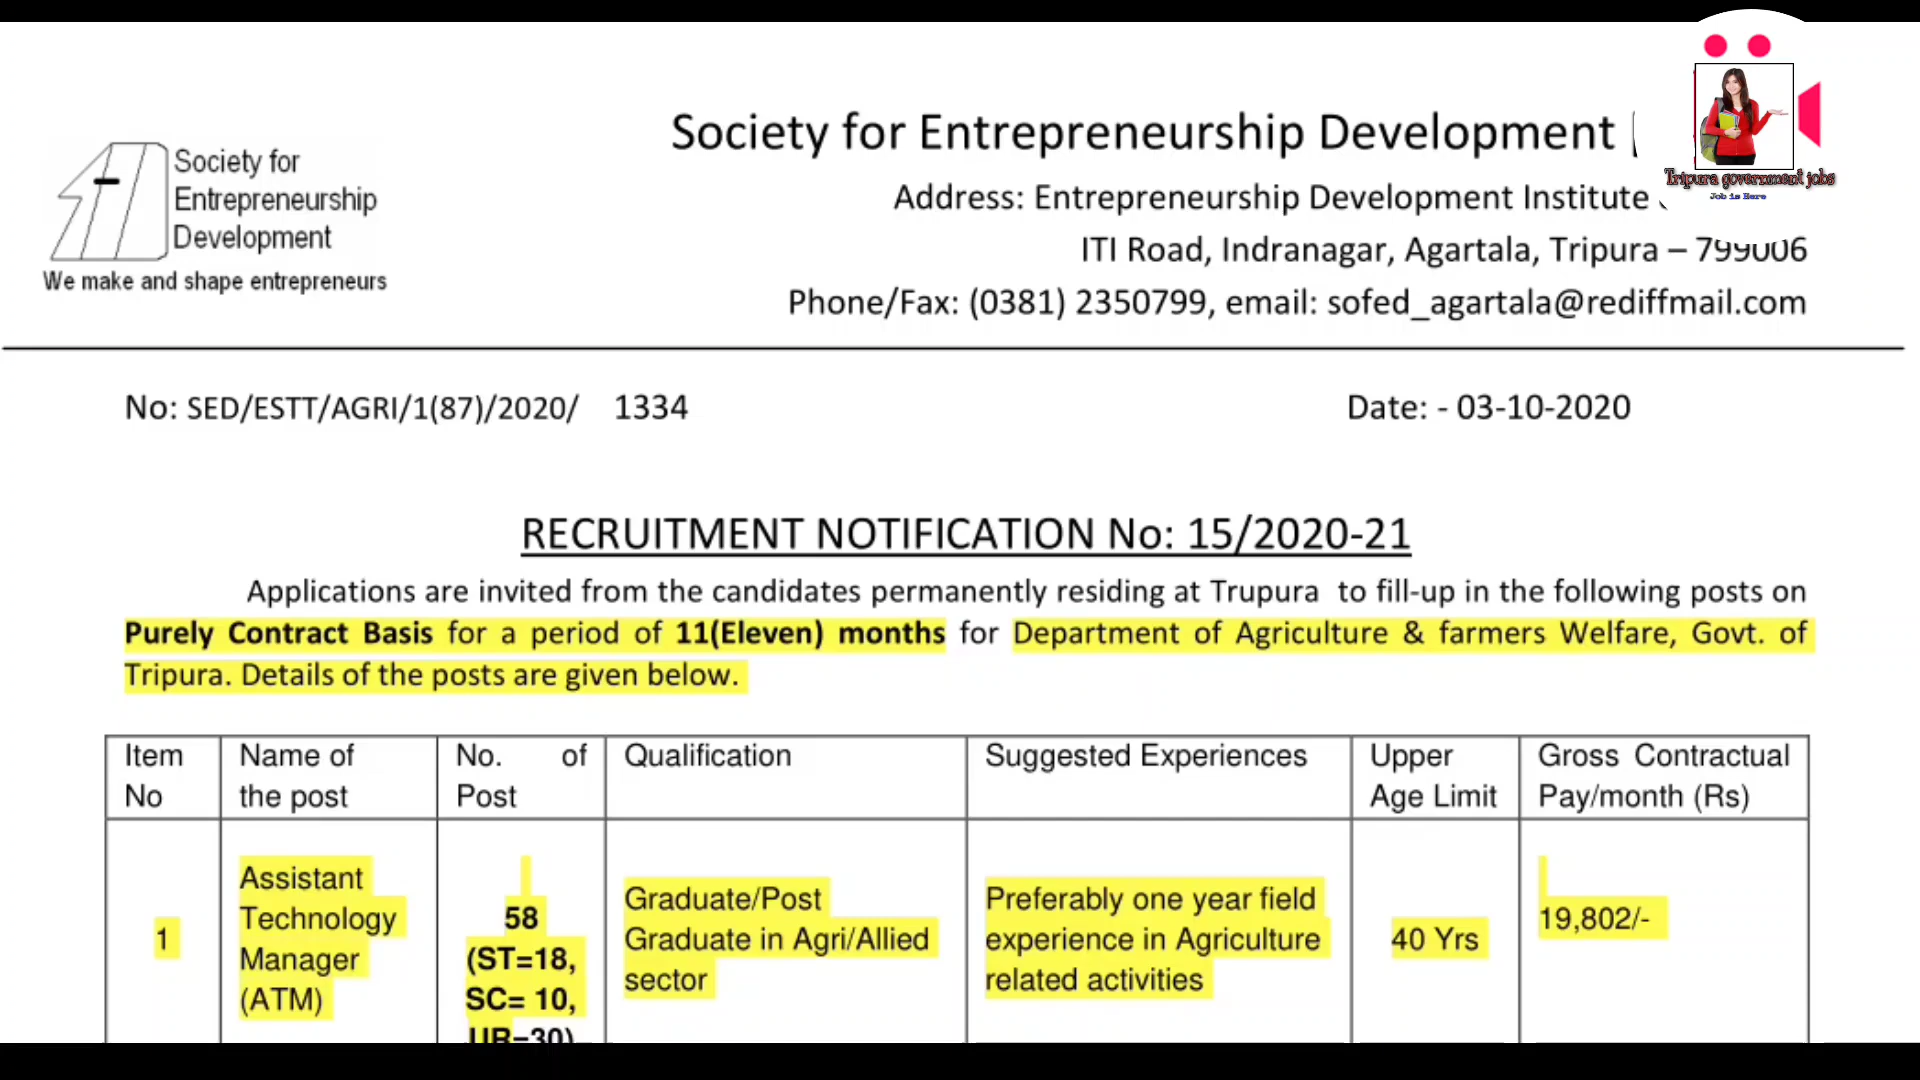 Society for
Entrepreneurship
Development
We make and shape entrepreneurs
Society for Entrepreneurship Development
Address: Entrepreneurship Development Institute
ITI Road, Indranagar, Agartala, Tripura – 799006
Phone/Fax: (0381) 2350799, email: sofed_agartala@rediffmail.com
Tripura government jobs
Job is Here
No: SED/ESTT/AGRI/1(87)/2020/ 1334
Date: - 03-10-2020
RECRUITMENT NOTIFICATION No: 15/2020-21
Applications are invited from the candidates permanently residing at Trupura to fill-up in the following posts on
Purely Contract Basis for a period of 11(Eleven) months for Department of Agriculture & farmers Welfare, Govt. of
Tripura. Details of the posts are given below.
Item
No
Name of
the post
No. of
Post
Qualification
Suggested Experiences
Upper
Age Limit
Gross Contractual
Pay/month (Rs)
1
Assistant
Technology
Manager
(ATM)
58
(ST=18,
SC= 10,
UR=30)
Graduate/Post
Graduate in Agri/Allied
sector
Preferably one year field
experience in Agriculture
related activities
40 Yrs
19,802/-